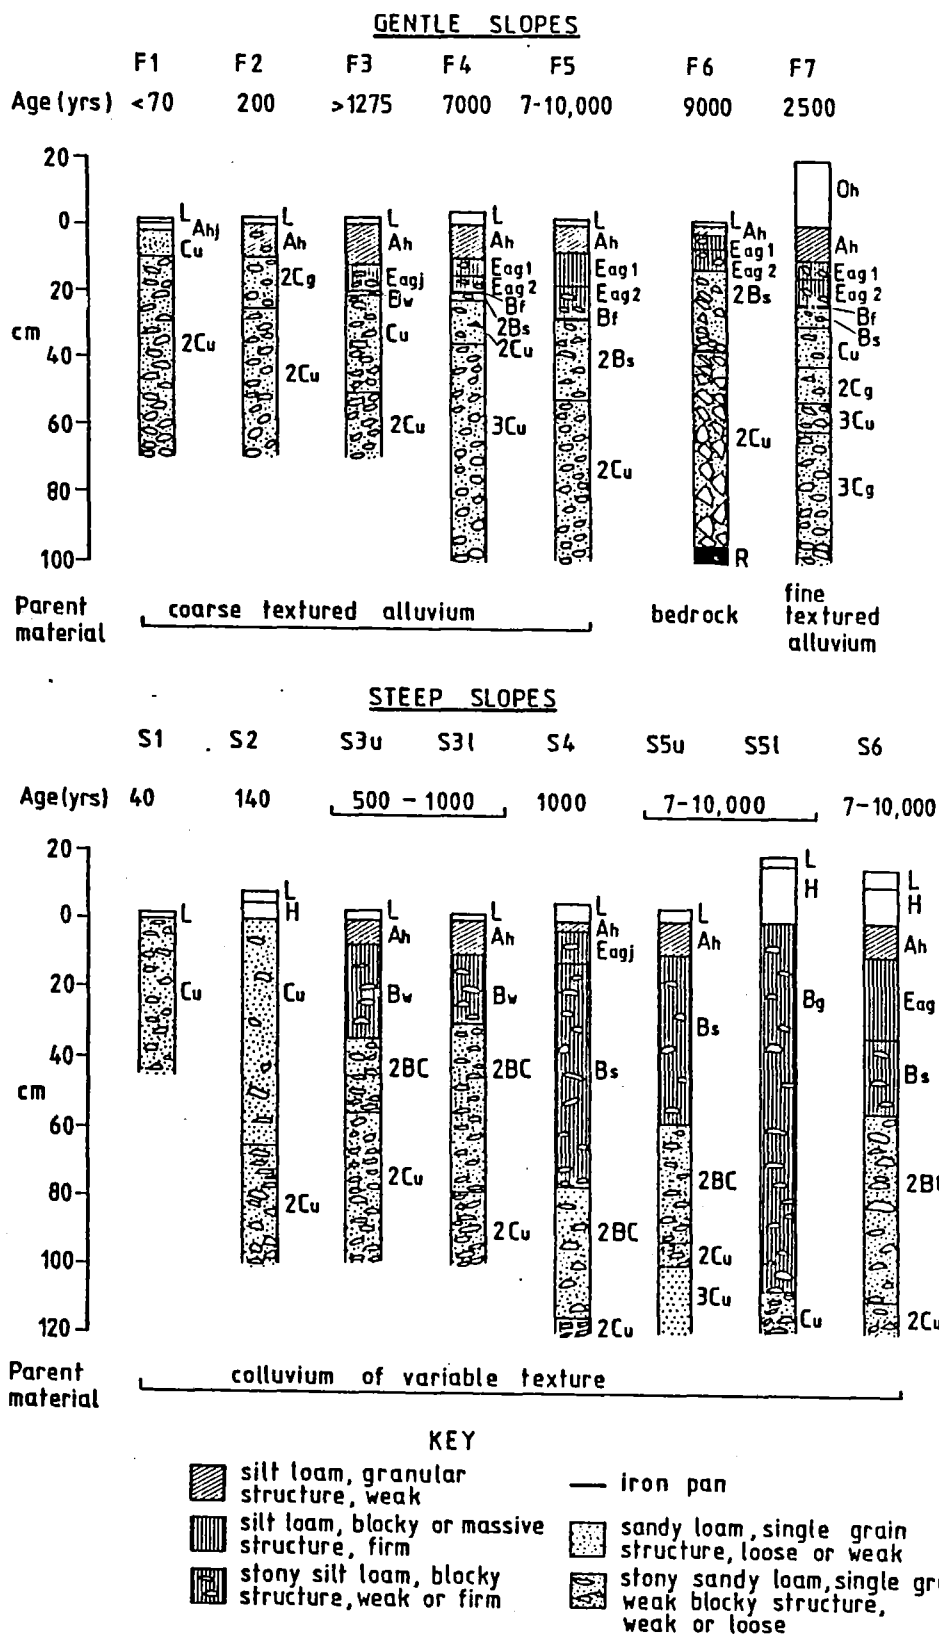 GENTLE SLOPES
F1 F2 F3 F4 F5 F6 F7
Age (yrs) <70 200 >1275 7000 7-10,000 9000 2500
20
0
20
cm
40
60
80
100
L
Ahj
Cu
2Cu
L
Ah
2Cg
2Cu
L
Ah
Eagj
Bw
Cu
2Cu
L
Ah
Eag1
Eag2
Bf
2Bs
2Cu
3Cu
L
Ah
Eag1
Eag2
Bf
2Bs
2Cu
L
Ah
Eag1
Eag2
2Bs
2Cu
R
Oh
Ah
Eag1
Eag2
Bf
Bs
Cu
2Cg
3Cu
3Cg
Parent
material
coarse textured alluvium
bedrock
fine
textured
alluvium
STEEP SLOPES
S1 S2 S3u S3l S4 S5u S5l S6
Age (yrs) 40 140 500 - 1000 1000 7-10,000 7-10,000
20
0
20
40
cm
60
80
100
120
L
Cu
L
H
Cu
2Cu
L
Ah
Bw
2BC
2Cu
L
Ah
Bw
2BC
2Cu
L
Ah
Eagj
Bs
2BC
2Cu
L
Ah
Bs
2BC
2Cu
3Cu
L
H
Bg
Cu
L
H
Ah
Eag
Bs
2Cu
Parent
material
colluvium of variable texture
KEY
silt loam, granular
structure, weak
silt loam, blocky or massive
structure, firm
stony silt loam, blocky
structure, weak or firm
iron pan
sandy loam, single grain
structure, loose or weak
stony sandy loam, single gr
weak blocky structure,
weak or loose